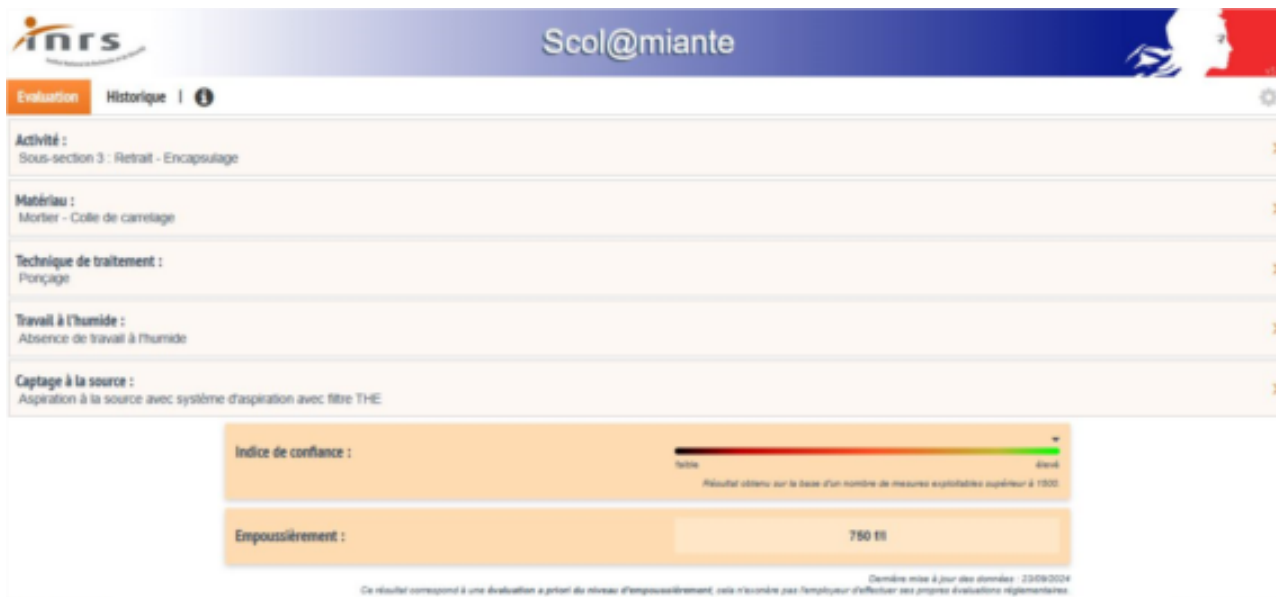 inrs
Scol@miante
Evaluation Historique |
Activité :
Sous-section 3 : Retrait - Encapsulage
Matériau :
Mortier - Colle de carrelage
Technique de traitement :
Ponçage
Travail à l'humide :
Absence de travail à l'humide
Captage à la source :
Aspiration à la source avec système d'aspiration avec filtre THE
Indice de confiance :
faible élevé
Résultat obtenu sur la base d'un nombre de mesures exploitables supérieur à 1500.
Empoussièrement :
750 f/l
Dernière mise à jour des données : 23/09/2024
Ce résultat correspond à une évaluation a priori du niveau d'empoussièrement, cela n'exonère pas l'employeur d'effectuer ses propres évaluations réglementaires.